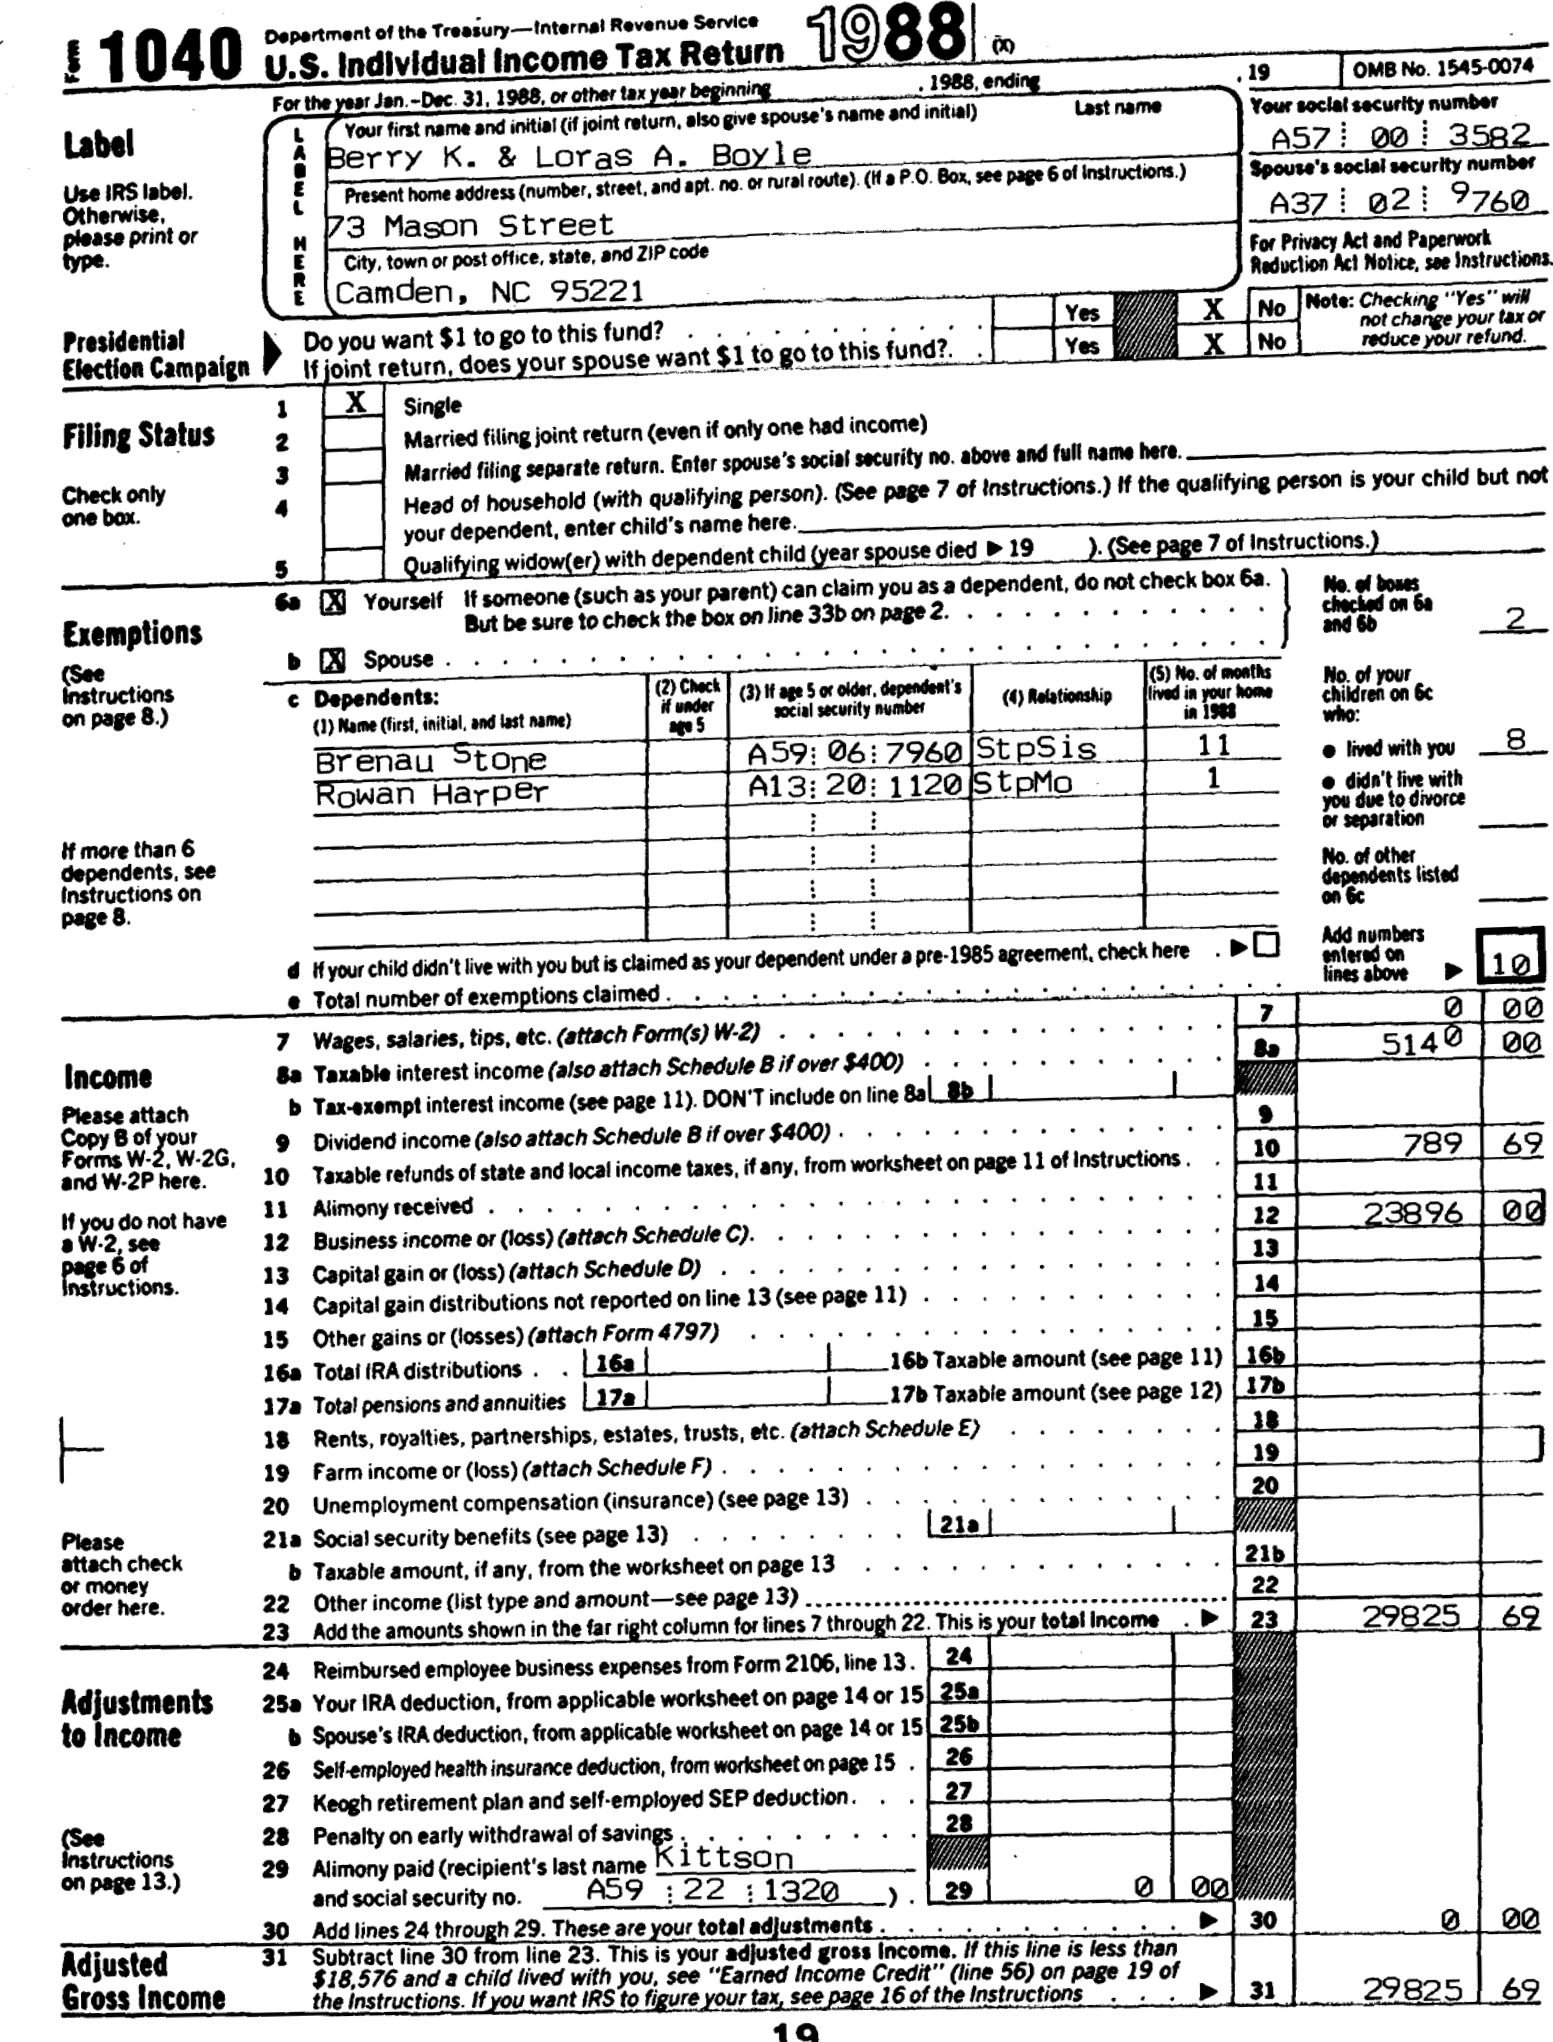 Form 1040 Department of the Treasury—Internal Revenue Service
U.S. Individual Income Tax Return 1988 (X)
For the year Jan.-Dec. 31, 1988, or other tax year beginning , 1988, ending , 19 OMB No. 1545-0074
Label
Use IRS label.
Otherwise,
please print or
type.
LABEL HERE
Your first name and initial (if joint return, also give spouse's name and initial) Last name
Berry K. & Loras A. Boyle
Present home address (number, street, and apt. no. or rural route). (If a P.O. Box, see page 6 of Instructions.)
73 Mason Street
City, town or post office, state, and ZIP code
Camden, NC 95221
Your social security number
A57 00 3582
Spouse's social security number
A37 02 9760
For Privacy Act and Paperwork
Reduction Act Notice, see Instructions.
Presidential
Election Campaign
Do you want $1 to go to this fund? Yes X No
If joint return, does your spouse want $1 to go to this fund? Yes X No
Note: Checking "Yes" will
not change your tax or
reduce your refund.
Filing Status
Check only
one box.
1 X Single
2 Married filing joint return (even if only one had income)
3 Married filing separate return. Enter spouse's social security no. above and full name here.
4 Head of household (with qualifying person). (See page 7 of Instructions.) If the qualifying person is your child but not
your dependent, enter child's name here.
5 Qualifying widow(er) with dependent child (year spouse died ▶ 19 ). (See page 7 of Instructions.)
Exemptions
(See
Instructions
on page 8.)
If more than 6
dependents, see
Instructions on
page 8.
6a X Yourself If someone (such as your parent) can claim you as a dependent, do not check box 6a.
But be sure to check the box on line 33b on page 2.
b X Spouse
No. of boxes
checked on 6a
and 6b 2
c Dependents:
(1) Name (first, initial, and last name)
(2) Check
if under
age 5
(3) If age 5 or older, dependent's
social security number
(4) Relationship
(5) No. of months
lived in your home
in 1988
Brenau Stone A59 06 7960 StpSis 11
Rowan Harper A13 20 1120 StpMo 1
No. of your
children on 6c
who:
● lived with you 8
● didn't live with
you due to divorce
or separation
No. of other
dependents listed
on 6c
d If your child didn't live with you but is claimed as your dependent under a pre-1985 agreement, check here ▶
e Total number of exemptions claimed
Add numbers
entered on
lines above ▶ 10
Income
Please attach
Copy B of your
Forms W-2, W-2G,
and W-2P here.
If you do not have
a W-2, see
page 6 of
Instructions.
Please
attach check
or money
order here.
7 Wages, salaries, tips, etc. (attach Form(s) W-2) 7 0 00
8a Taxable interest income (also attach Schedule B if over $400) 8a 5140 00
b Tax-exempt interest income (see page 11). DON'T include on line 8a 8b
9 Dividend income (also attach Schedule B if over $400) 9
10 Taxable refunds of state and local income taxes, if any, from worksheet on page 11 of Instructions 10 789 69
11 Alimony received 11
12 Business income or (loss) (attach Schedule C) 12 23896 00
13 Capital gain or (loss) (attach Schedule D) 13
14 Capital gain distributions not reported on line 13 (see page 11) 14
15 Other gains or (losses) (attach Form 4797) 15
16a Total IRA distributions 16a 16b Taxable amount (see page 11) 16b
17a Total pensions and annuities 17a 17b Taxable amount (see page 12) 17b
18 Rents, royalties, partnerships, estates, trusts, etc. (attach Schedule E) 18
19 Farm income or (loss) (attach Schedule F) 19
20 Unemployment compensation (insurance) (see page 13) 20
21a Social security benefits (see page 13) 21a
b Taxable amount, if any, from the worksheet on page 13 21b
22 Other income (list type and amount—see page 13) 22
23 Add the amounts shown in the far right column for lines 7 through 22. This is your total income ▶ 23 29825 69
Adjustments
to Income
(See
Instructions
on page 13.)
24 Reimbursed employee business expenses from Form 2106, line 13 24
25a Your IRA deduction, from applicable worksheet on page 14 or 15 25a
b Spouse's IRA deduction, from applicable worksheet on page 14 or 15 25b
26 Self-employed health insurance deduction, from worksheet on page 15 26
27 Keogh retirement plan and self-employed SEP deduction 27
28 Penalty on early withdrawal of savings 28
29 Alimony paid (recipient's last name Kittson
and social security no. A59 22 1320 ) 29 0 00
30 Add lines 24 through 29. These are your total adjustments ▶ 30 0 00
Adjusted
Gross Income
31 Subtract line 30 from line 23. This is your adjusted gross income. If this line is less than
$18,576 and a child lived with you, see "Earned Income Credit" (line 56) on page 19 of
the Instructions. If you want IRS to figure your tax, see page 16 of the Instructions ▶ 31 29825 69
19